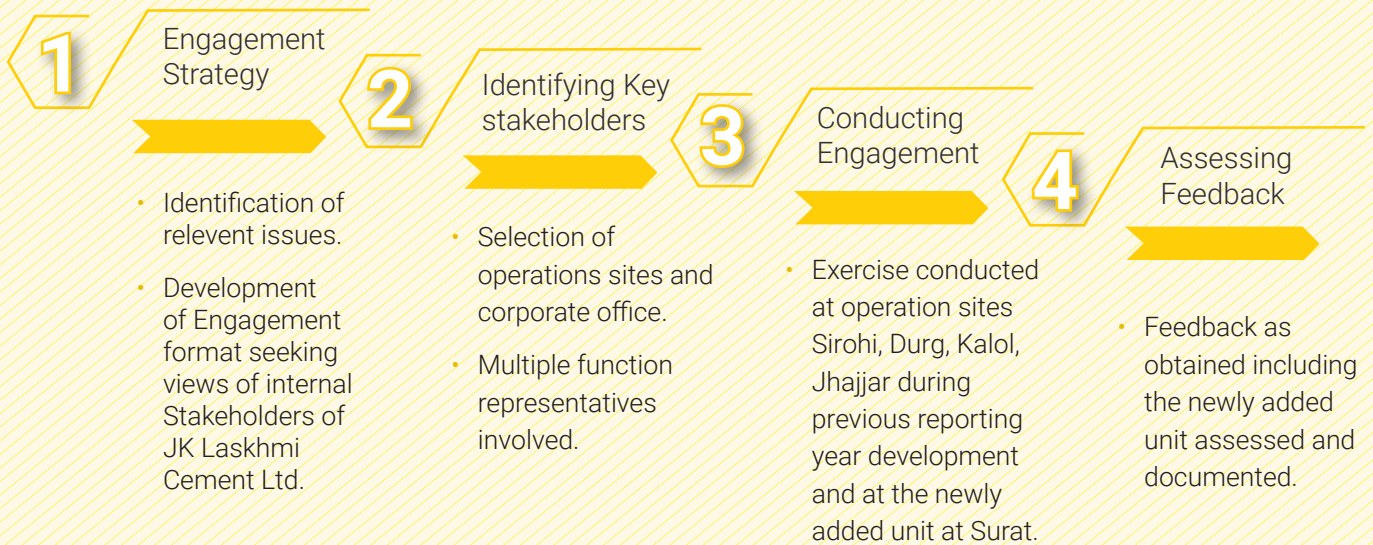 1
Engagement
Strategy
• Identification of
relevent issues.
• Development
of Engagement
format seeking
views of internal
Stakeholders of
JK Laskhmi
Cement Ltd.
2
Identifying Key
stakeholders
• Selection of
operations sites and
corporate office.
• Multiple function
representatives
involved.
3
Conducting
Engagement
• Exercise conducted
at operation sites
Sirohi, Durg, Kalol,
Jhajjar during
previous reporting
year development
and at the newly
added unit at Surat.
4
Assessing
Feedback
• Feedback as
obtained including
the newly added
unit assessed and
documented.